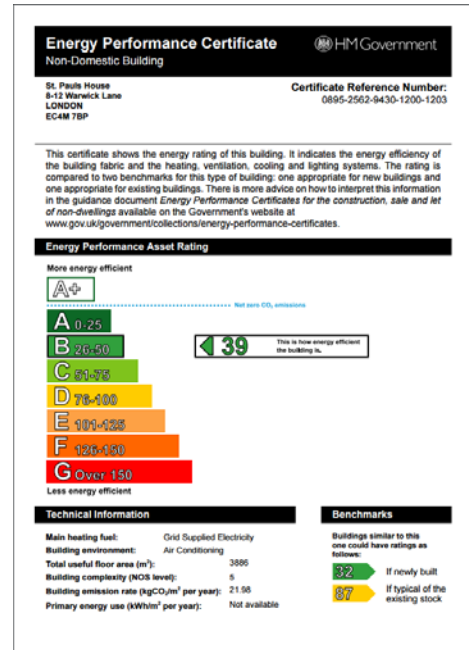 Energy Performance Certificate
HM Government
Non-Domestic Building
St. Pauls House
8-12 Warwick Lane
LONDON
EC4M 7BP
Certificate Reference Number:
0895-2562-9430-1200-1203
This certificate shows the energy rating of this building. It indicates the energy efficiency of
the building fabric and the heating, ventilation, cooling and lighting systems. The rating is
compared to two benchmarks for this type of building: one appropriate for new buildings and
one appropriate for existing buildings. There is more advice on how to interpret this information
in the guidance document Energy Performance Certificates for the construction, sale and let
of non-dwellings available on the Government's website at
www.gov.uk/government/collections/energy-performance-certificates.
Energy Performance Asset Rating
More energy efficient
A+
Net zero CO₂ emissions
A 0-25
B 26-50
39
This is how energy efficient
the building is.
C 51-75
D 76-100
E 101-125
F 126-150
G Over 150
Less energy efficient
Technical Information
Main heating fuel: Grid Supplied Electricity
Building environment: Air Conditioning
Total useful floor area (m²): 3886
Building complexity (NOS level): 5
Building emission rate (kgCO₂/m² per year): 21.98
Primary energy use (kWh/m² per year): Not available
Benchmarks
Buildings similar to this
one could have ratings as
follows:
32 If newly built
87 If typical of the
existing stock